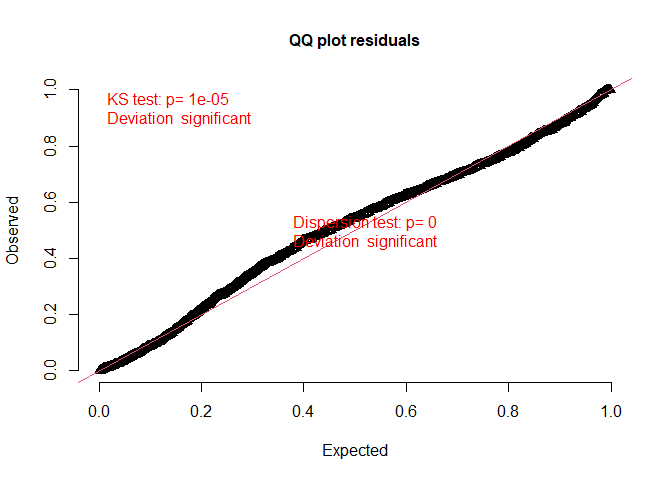 QQ plot residuals
KS test: p= 1e-05
Deviation  significant
Dispersion test: p= 0
Deviation  significant
Observed
0.0
0.2
0.4
0.6
0.8
1.0
0.0 0.2 0.4 0.6 0.8 1.0
Expected